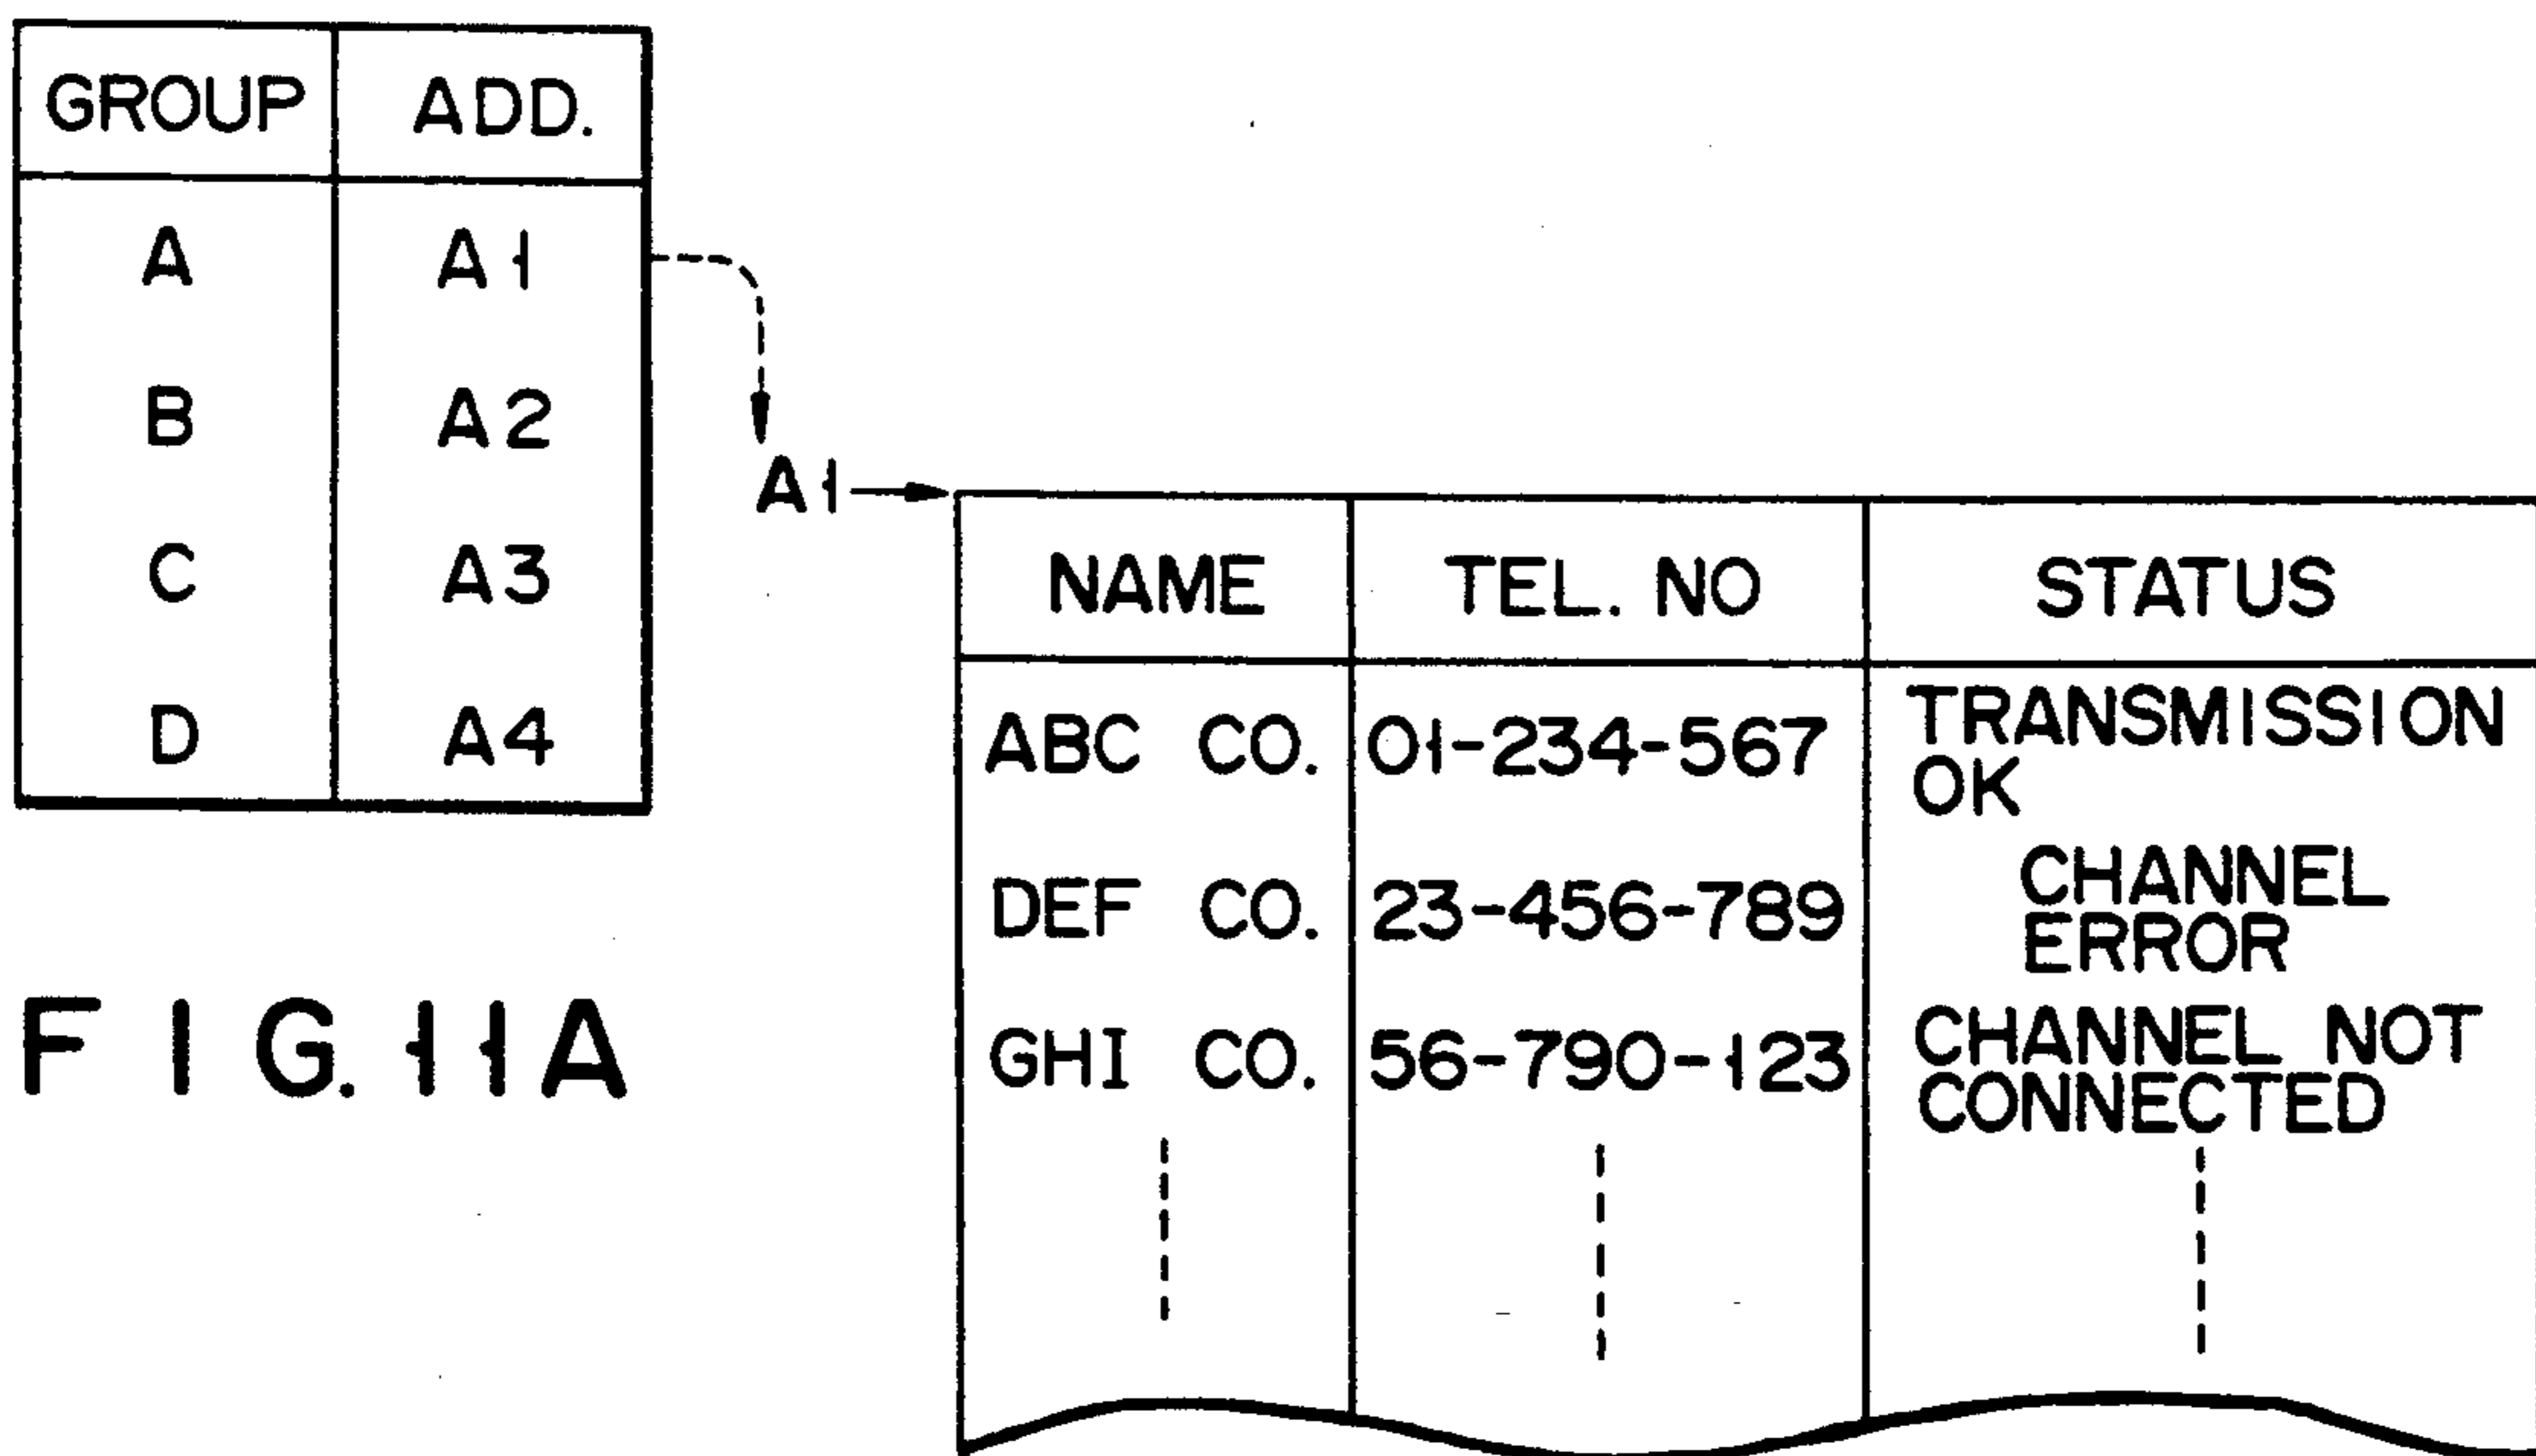 GROUP ADD.
A A1
B A2
C A3
D A4
A1
NAME TEL. NO STATUS
ABC CO. 01-234-567 TRANSMISSION
OK
DEF CO. 23-456-789 CHANNEL
ERROR
GHI CO. 56-790-123 CHANNEL NOT
CONNECTED
FIG. 11A